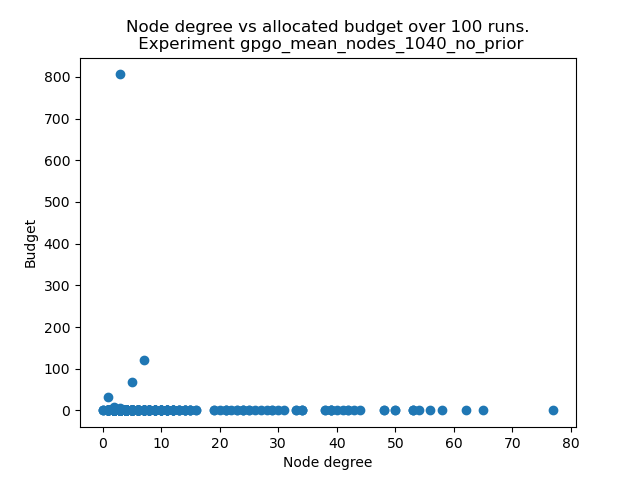 Node degree vs allocated budget over 100 runs.
Experiment gpgo_mean_nodes_1040_no_prior
800
700
600
500
400
300
200
100
0
Budget
0 10 20 30 40 50 60 70 80
Node degree